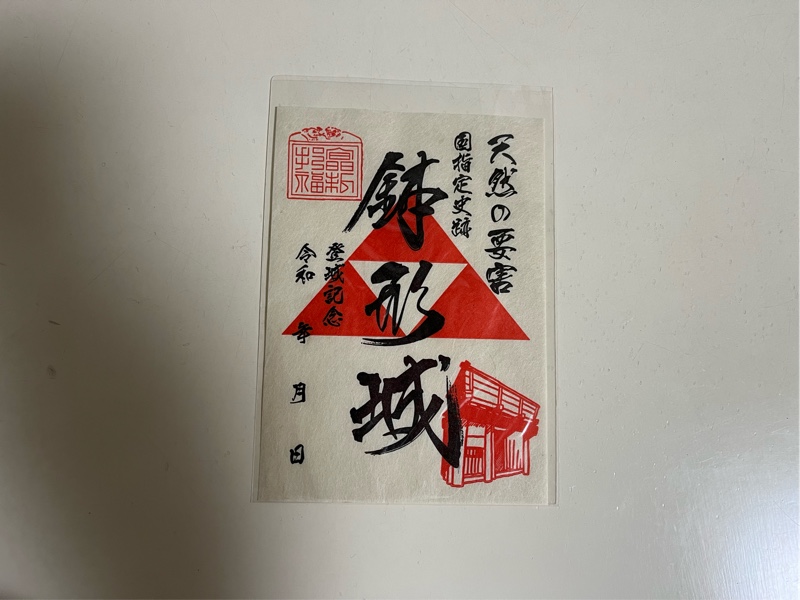 天然の要害
国指定史跡
鉢形城
登城記念
令和 年 月 日